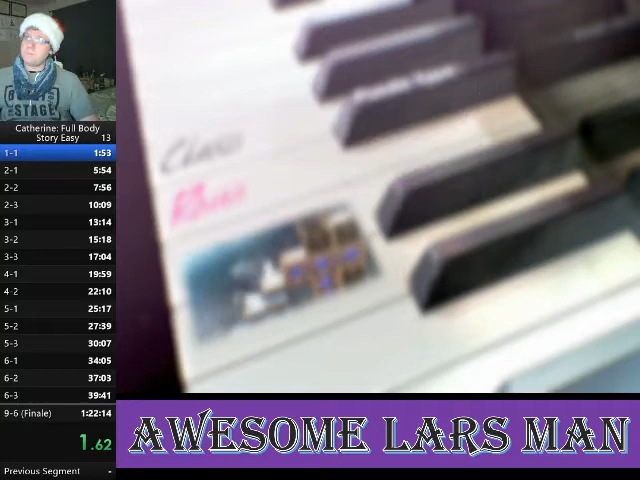 Catherine: Full Body
Story Easy 13
1-1 1:53
2-1 5:54
2-2 7:56
2-3 10:09
3-1 13:14
3-2 15:18
3-3 17:04
4-1 19:59
4-2 22:10
5-1 25:17
5-2 27:39
5-3 30:07
6-1 34:05
6-2 37:03
6-3 39:41
9-6 (Finale) 1:22:14
1.62
Previous Segment -
Classic
AWESOME LARS MAN